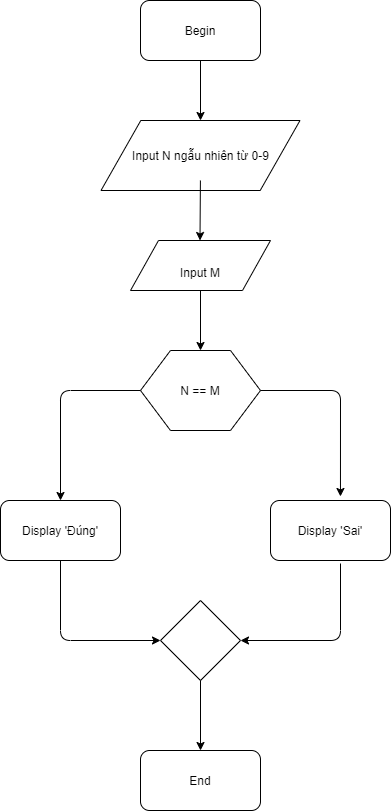 Begin
Input N ngẫu nhiên từ 0-9
Input M
N == M
Display 'Đúng'
Display 'Sai'
End